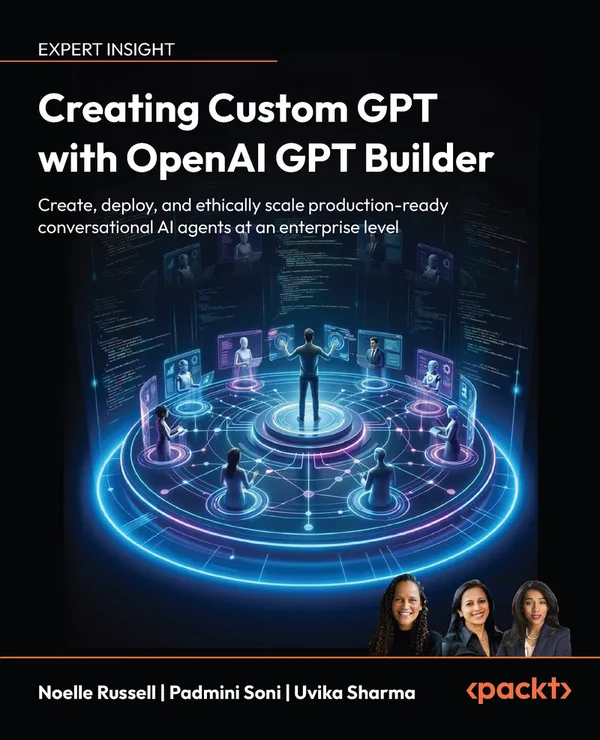 EXPERT INSIGHT
Creating Custom GPT
with OpenAI GPT Builder
Create, deploy, and ethically scale production-ready
conversational AI agents at an enterprise level
Noelle Russell | Padmini Soni | Uvika Sharma
<packt>